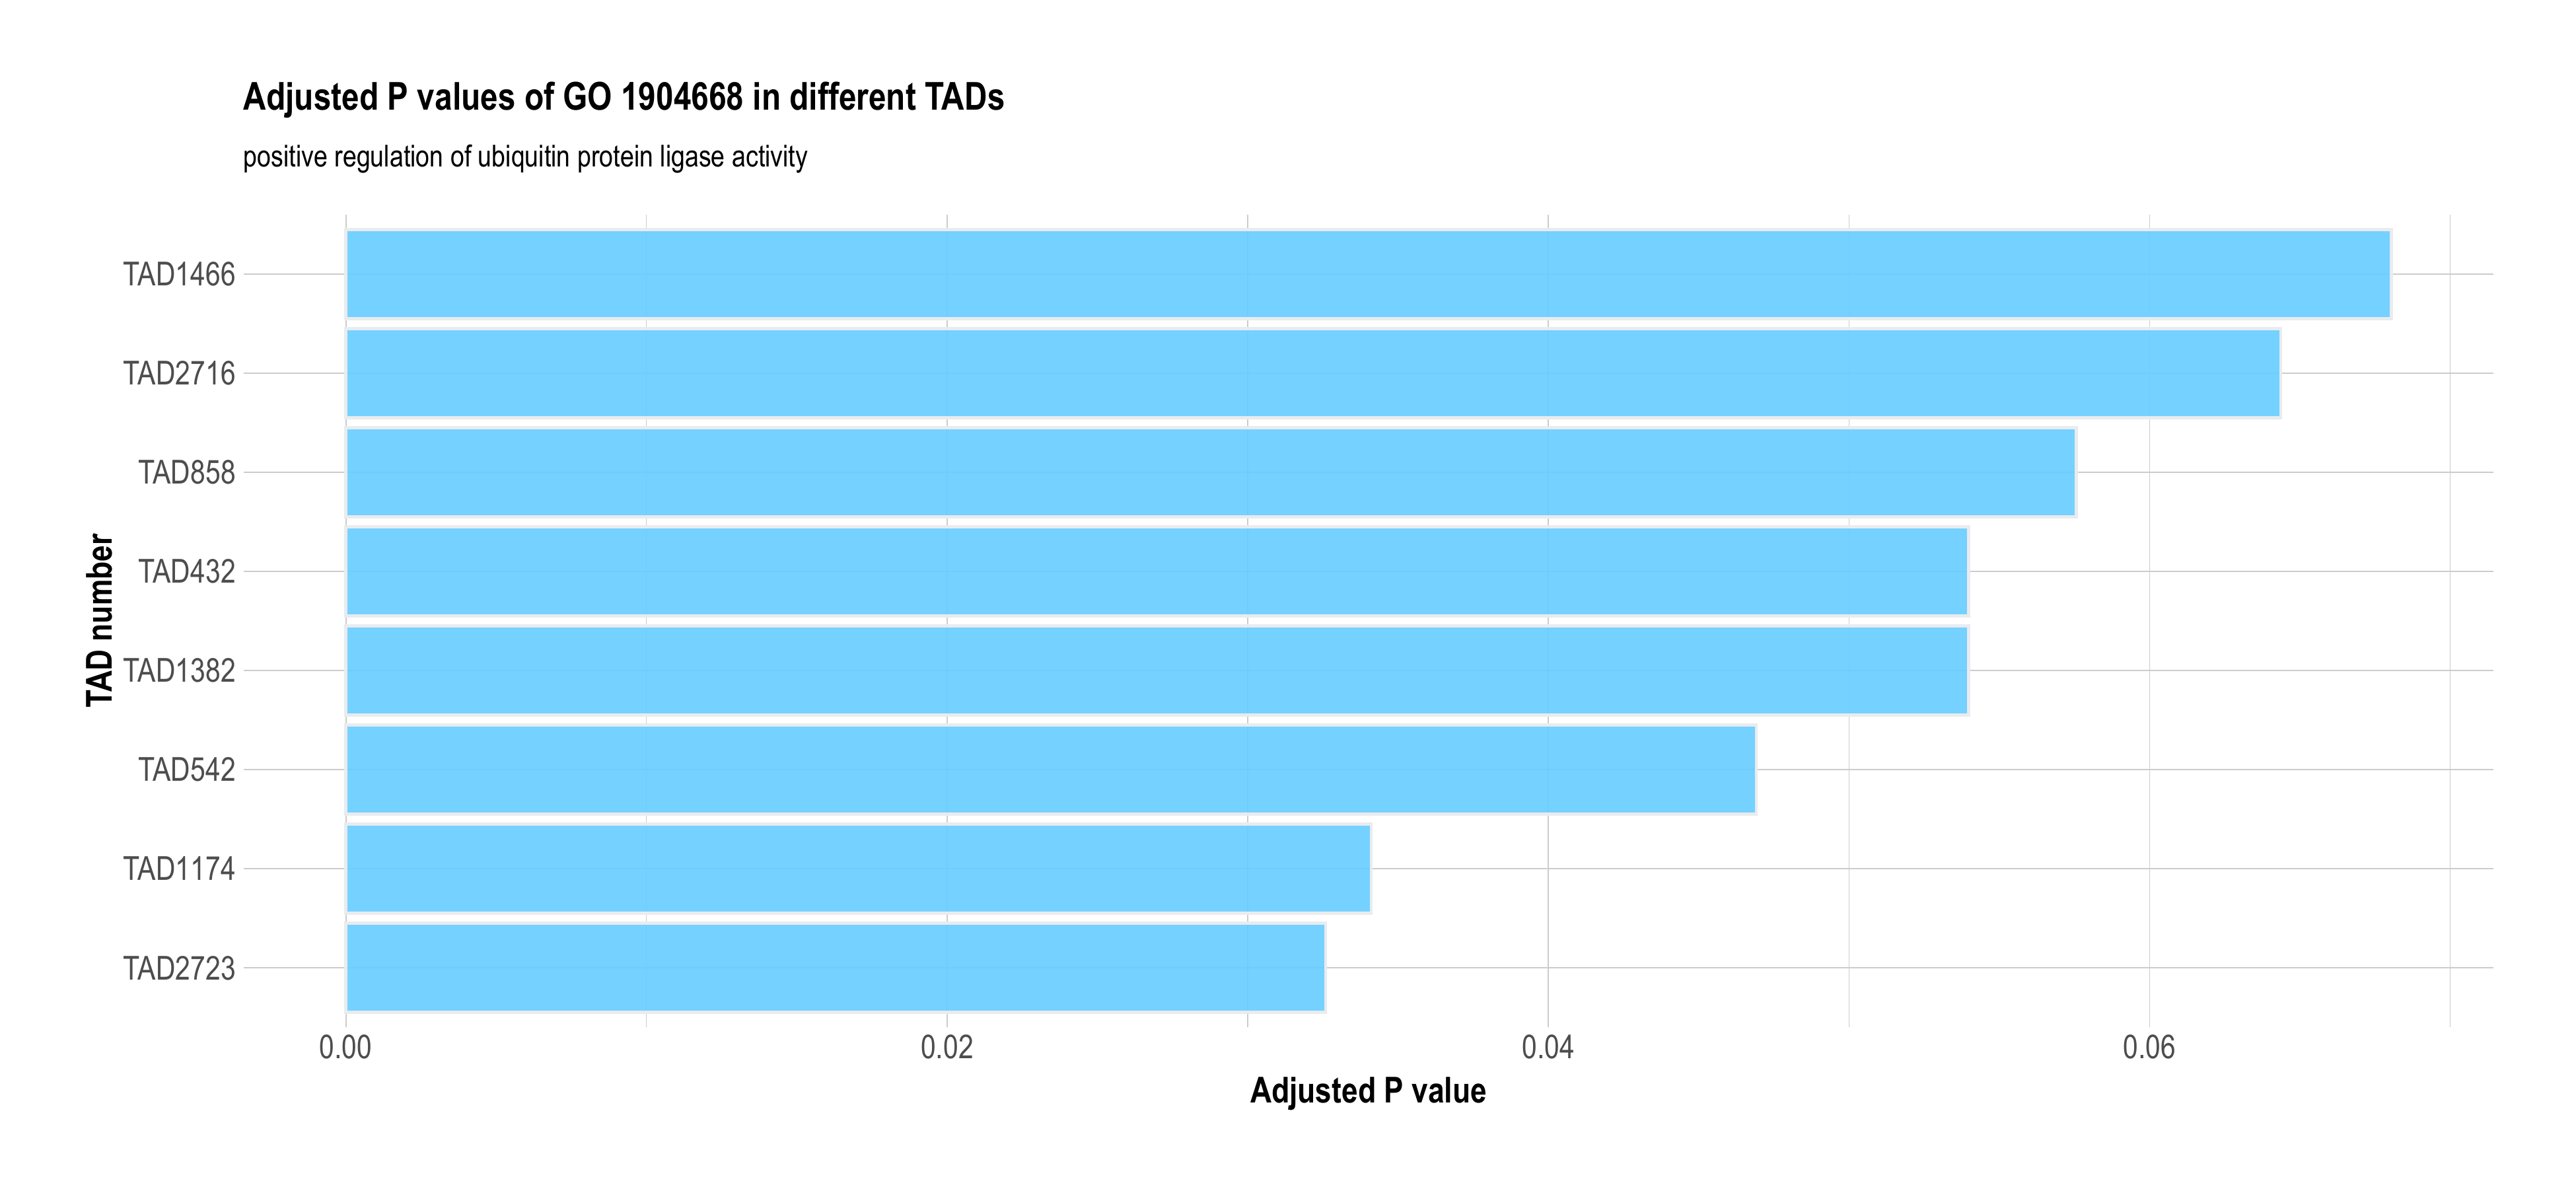 Adjusted P values of GO 1904668 in different TADs
positive regulation of ubiquitin protein ligase activity
TAD number
TAD1466
TAD2716
TAD858
TAD432
TAD1382
TAD542
TAD1174
TAD2723
0.00 0.02 0.04 0.06
Adjusted P value